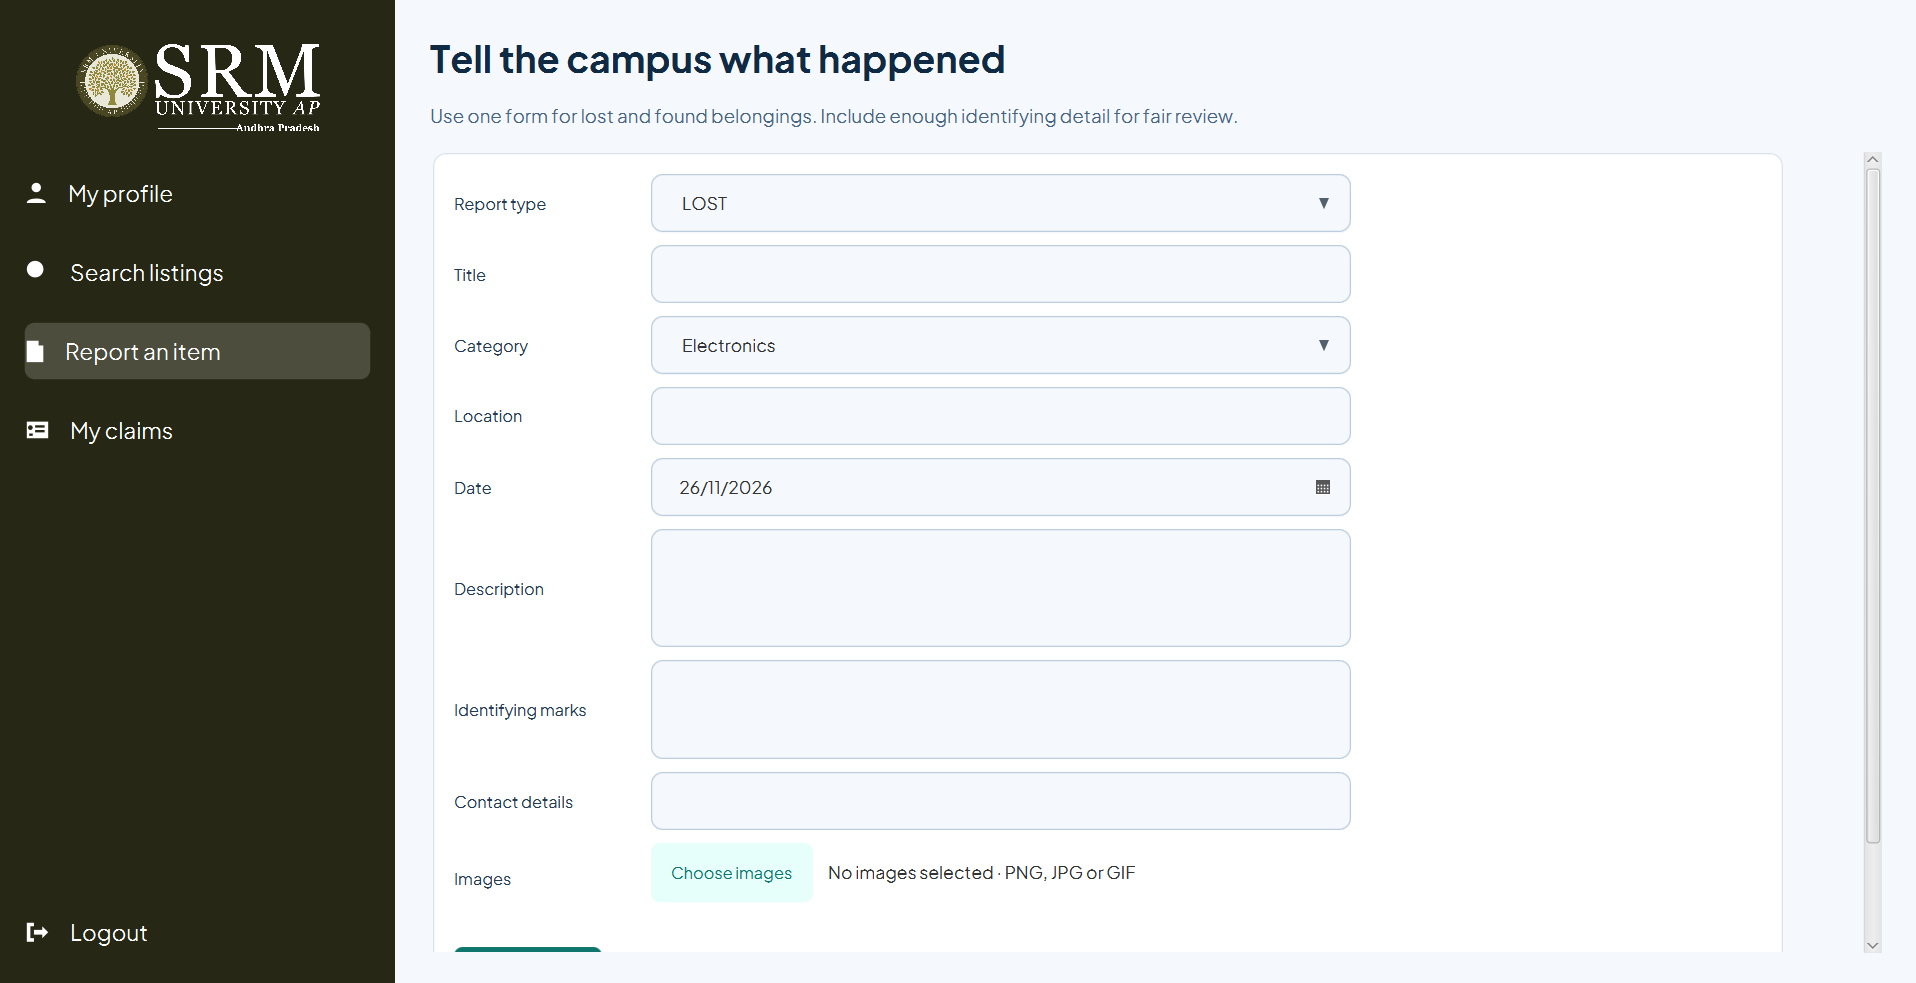 SRM
UNIVERSITY AP
Andhra Pradesh
My profile
Search listings
Report an item
My claims
Logout
Tell the campus what happened
Use one form for lost and found belongings. Include enough identifying detail for fair review.
Report type
LOST
Title
Category
Electronics
Location
Date
26/11/2026
Description
Identifying marks
Contact details
Images
Choose images
No images selected · PNG, JPG or GIF